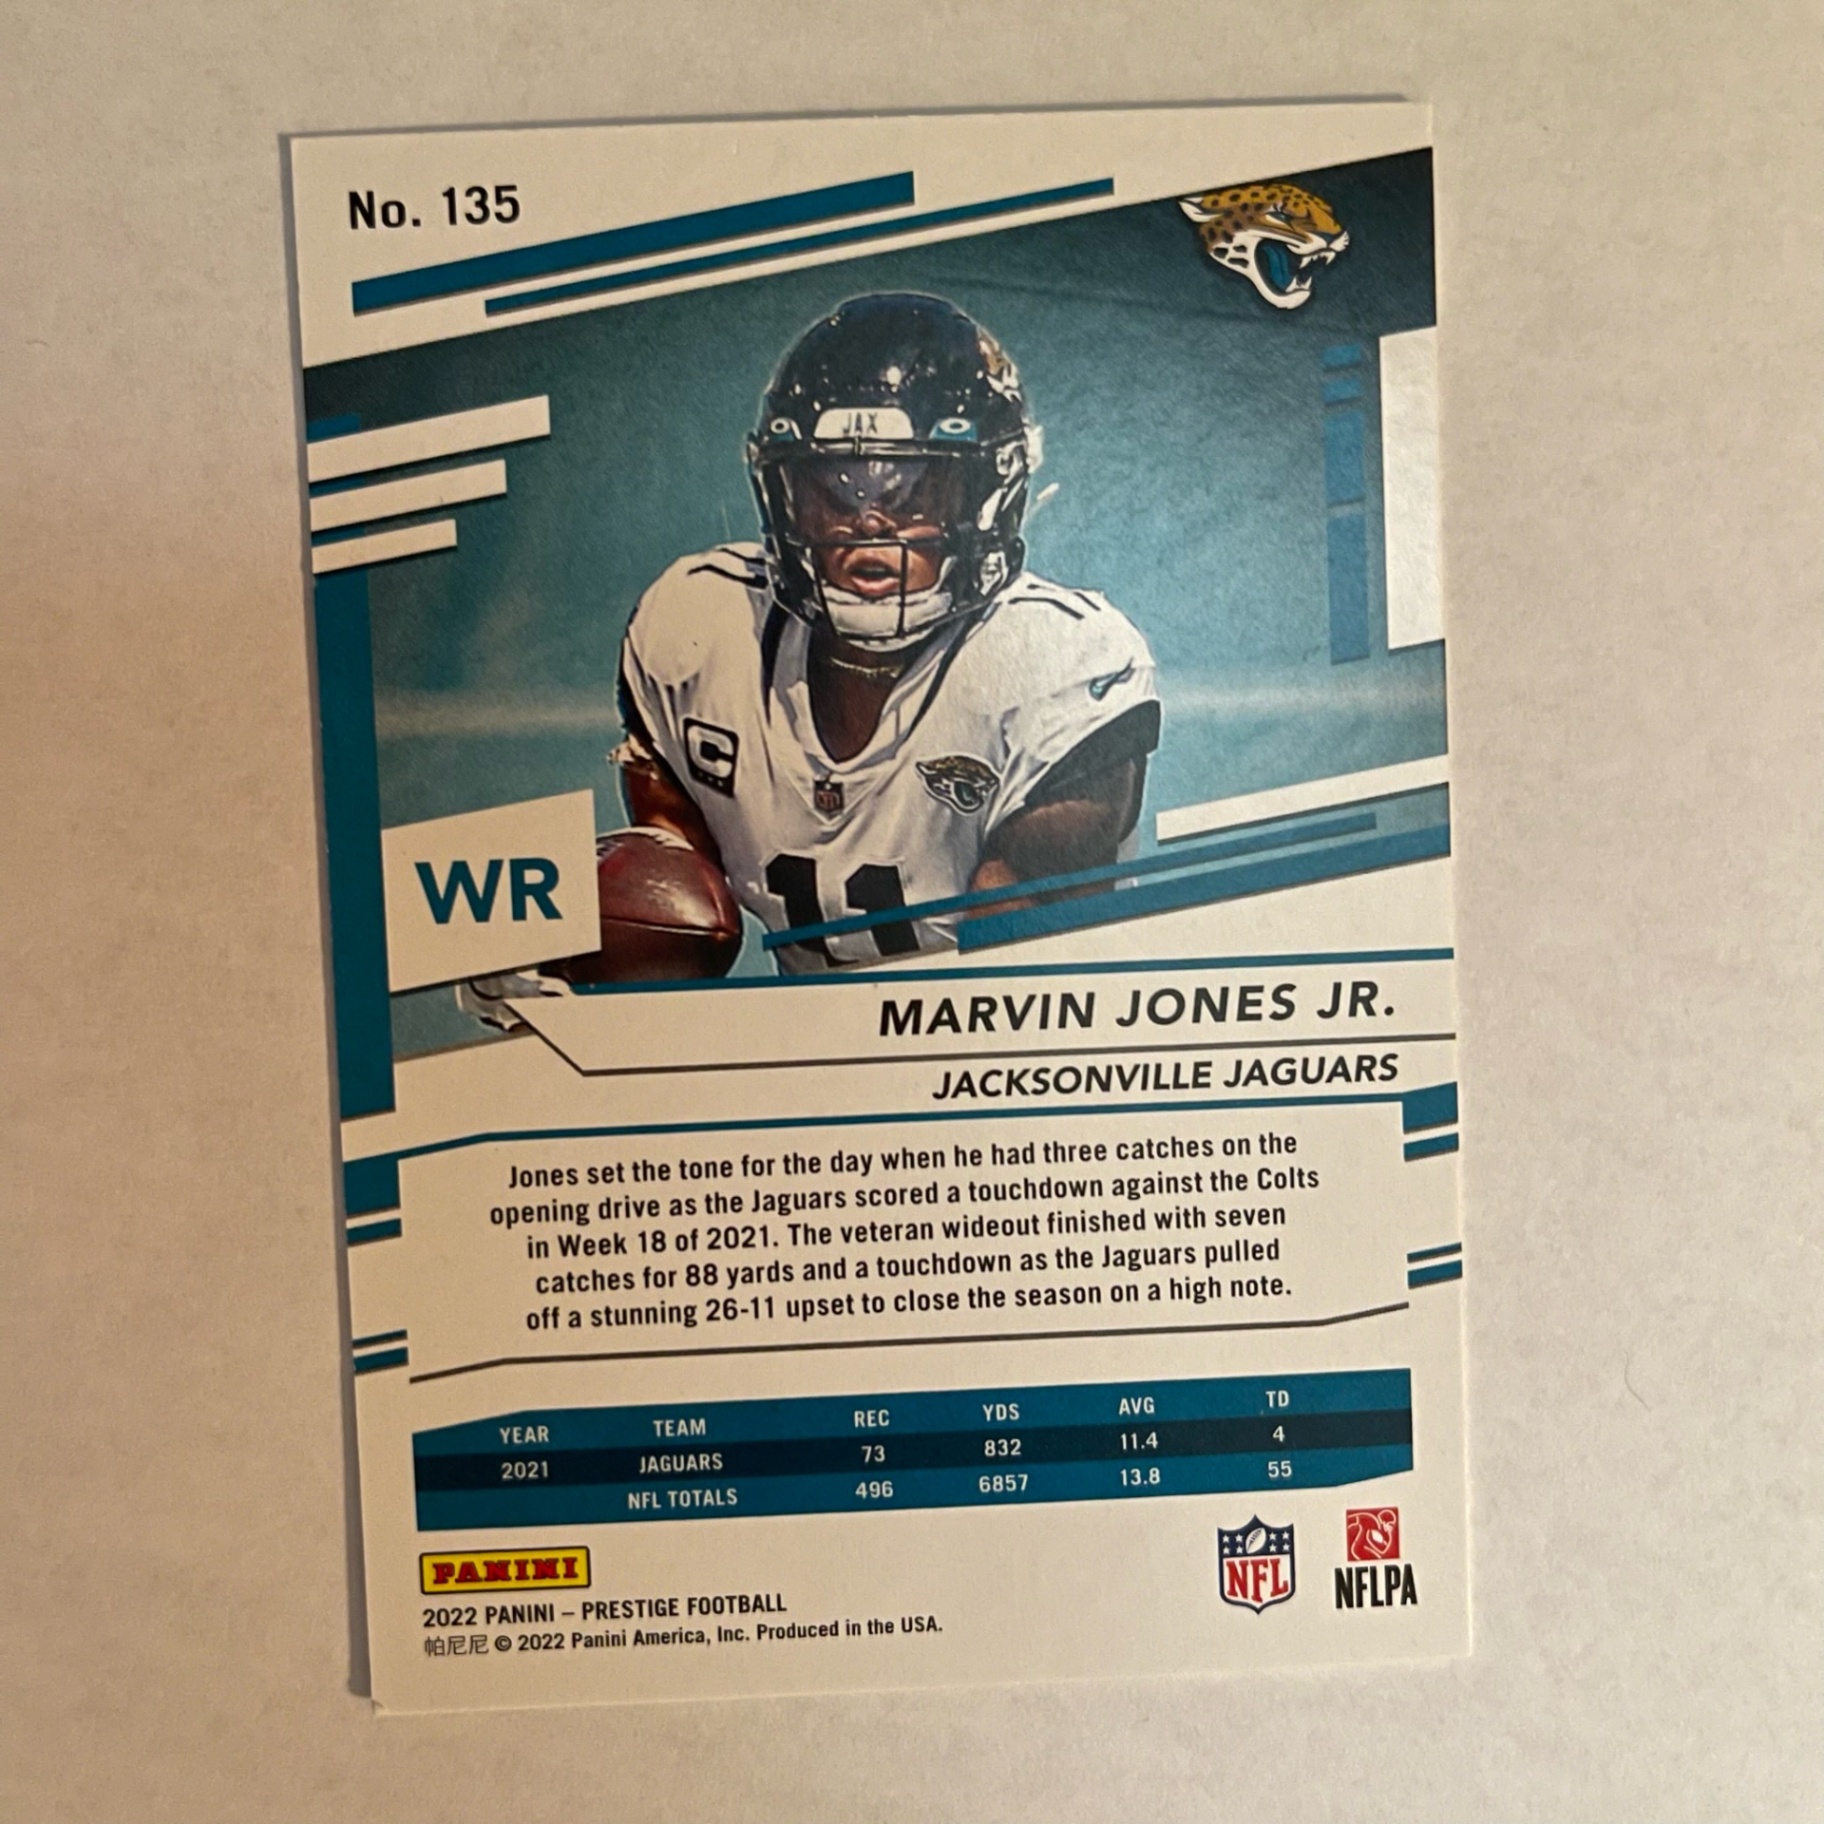 No. 135
JAX
C
11
WR
MARVIN JONES JR.
JACKSONVILLE JAGUARS
Jones set the tone for the day when he had three catches on the
opening drive as the Jaguars scored a touchdown against the Colts
in Week 18 of 2021. The veteran wideout finished with seven
catches for 88 yards and a touchdown as the Jaguars pulled
off a stunning 26-11 upset to close the season on a high note.
YEAR TEAM REC YDS AVG TD
2021 JAGUARS 73 832 11.4 4
NFL TOTALS 496 6857 13.8 55
PANINI
NFL
NFLPA
2022 PANINI – PRESTIGE FOOTBALL
帕尼尼 © 2022 Panini America, Inc. Produced in the USA.